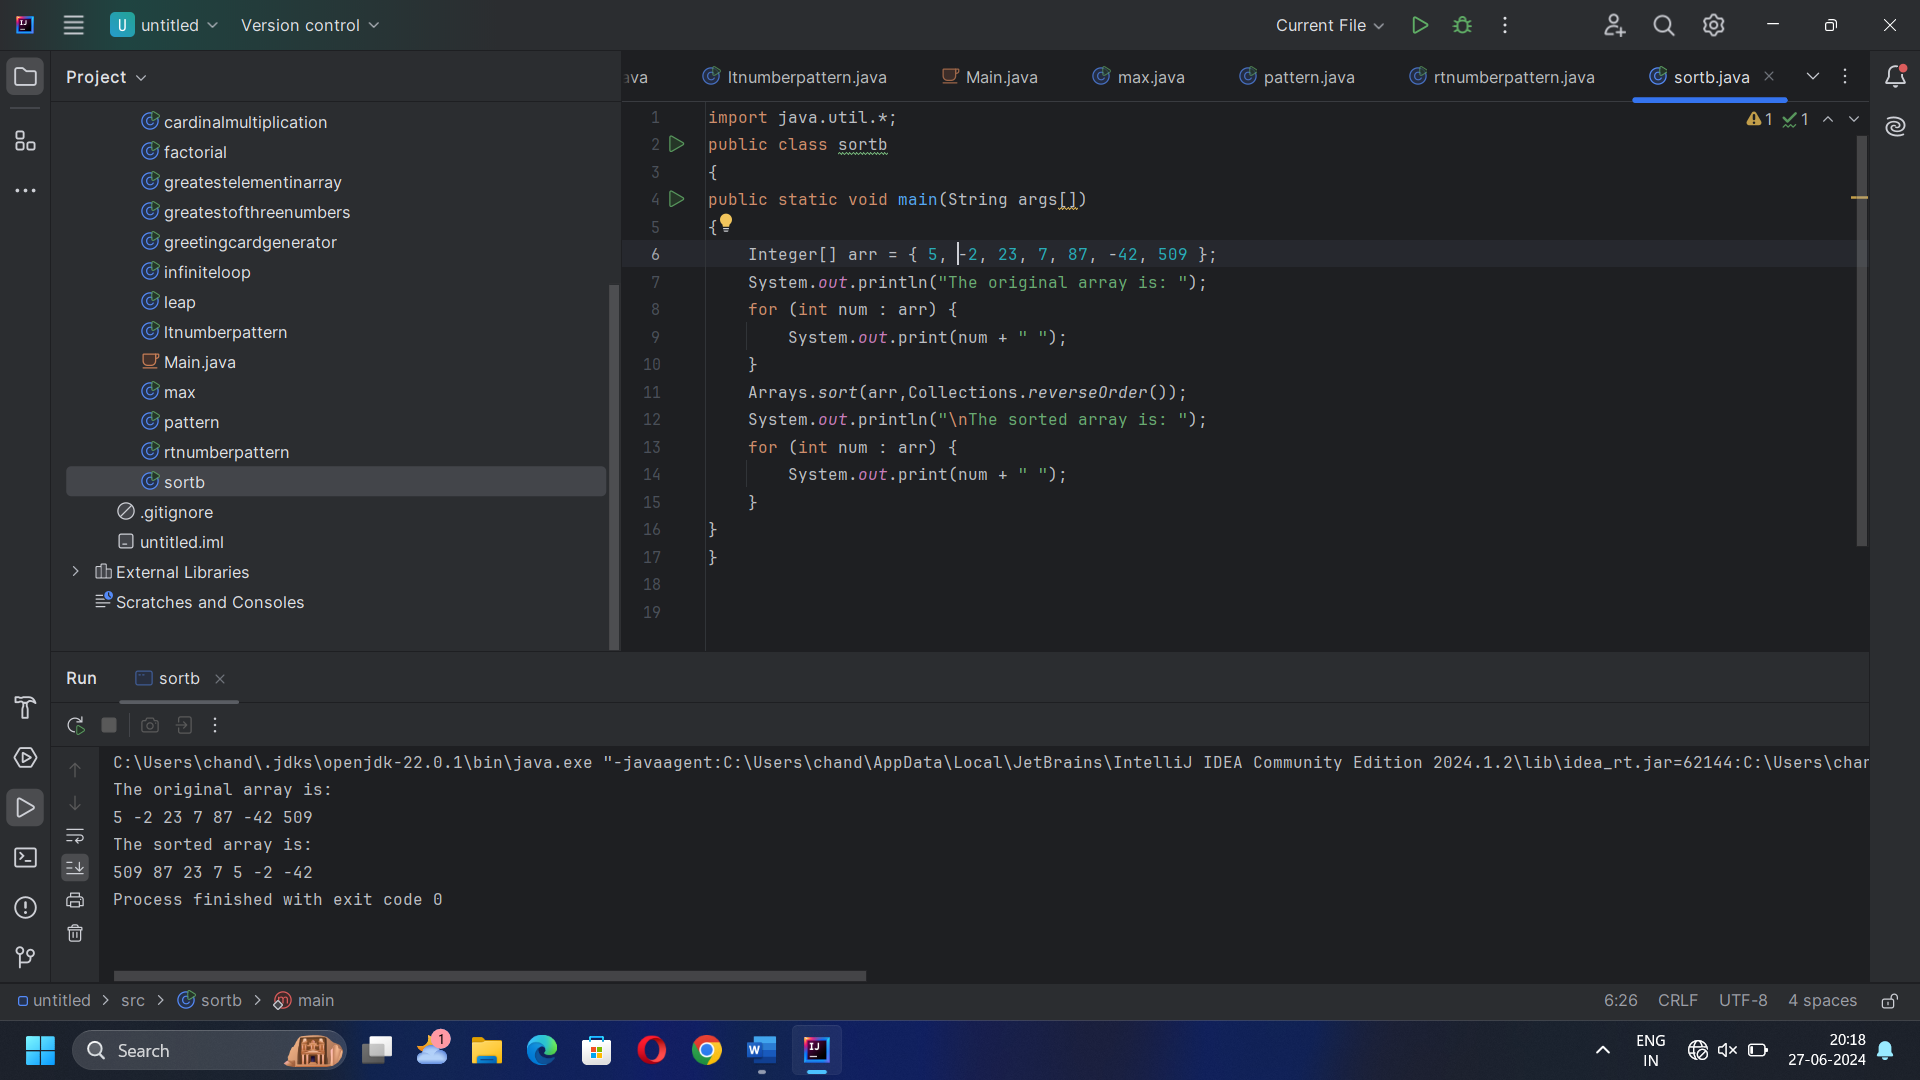 U untitled Version control Current File
Project
ava ltnumberpattern.java Main.java max.java pattern.java rtnumberpattern.java sortb.java
cardinalmultiplication
factorial
greatestelementinarray
greatestofthreenumbers
greetingcardgenerator
infiniteloop
leap
ltnumberpattern
Main.java
max
pattern
rtnumberpattern
sortb
.gitignore
untitled.iml
External Libraries
Scratches and Consoles
1 import java.util.*;
1 1
2 public class sortb
3 {
4 public static void main(String args[])
5 {
6 Integer[] arr = { 5, -2, 23, 7, 87, -42, 509 };
7 System.out.println("The original array is: ");
8 for (int num : arr) {
9 System.out.print(num + " ");
10 }
11 Arrays.sort(arr,Collections.reverseOrder());
12 System.out.println("\nThe sorted array is: ");
13 for (int num : arr) {
14 System.out.print(num + " ");
15 }
16 }
17 }
18
19
Run sortb
C:\Users\chand\.jdks\openjdk-22.0.1\bin\java.exe "-javaagent:C:\Users\chand\AppData\Local\JetBrains\IntelliJ IDEA Community Edition 2024.1.2\lib\idea_rt.jar=62144:C:\Users\chan
The original array is:
5 -2 23 7 87 -42 509
The sorted array is:
509 87 23 7 5 -2 -42
Process finished with exit code 0
untitled > src > sortb > main 6:26 CRLF UTF-8 4 spaces
Search 1 ENG 20:18
IN 27-06-2024